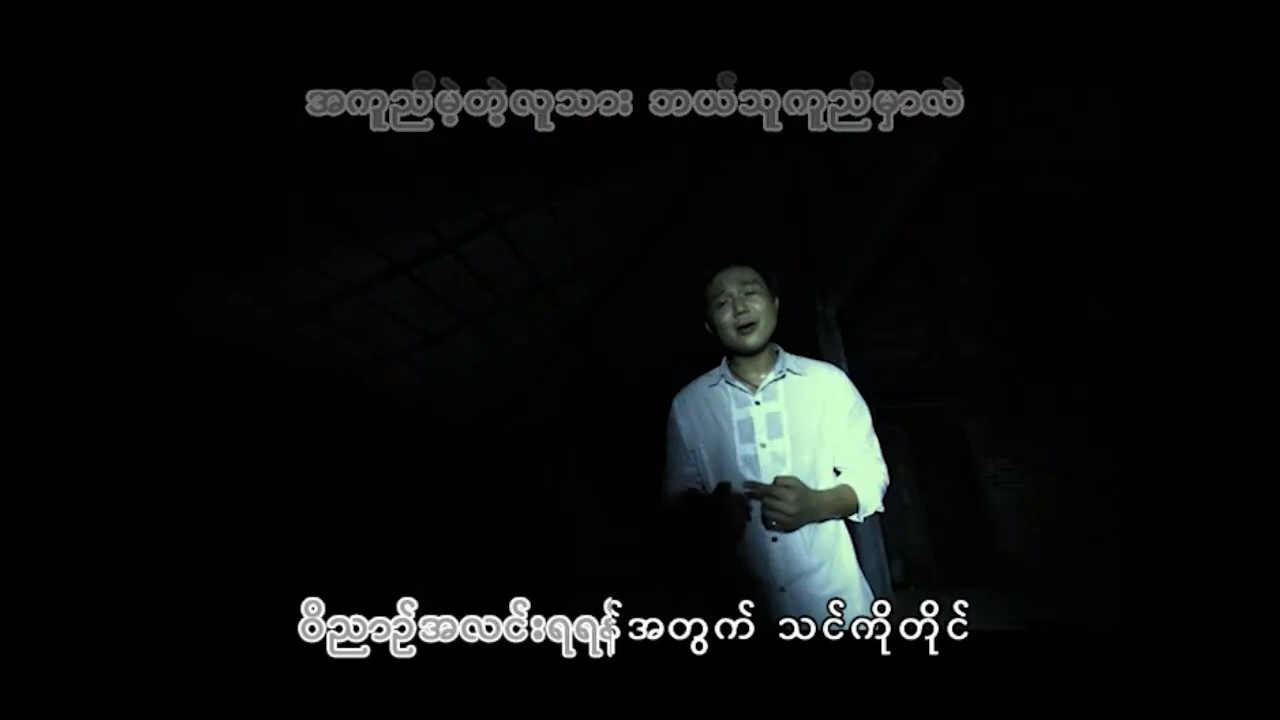 အကူညီမဲ့တဲ့လူသား ဘယ်သူကူညီမှာလဲ
ဝိညာဉ်အလင်းရရန်အတွက် သင်ကိုတိုင်